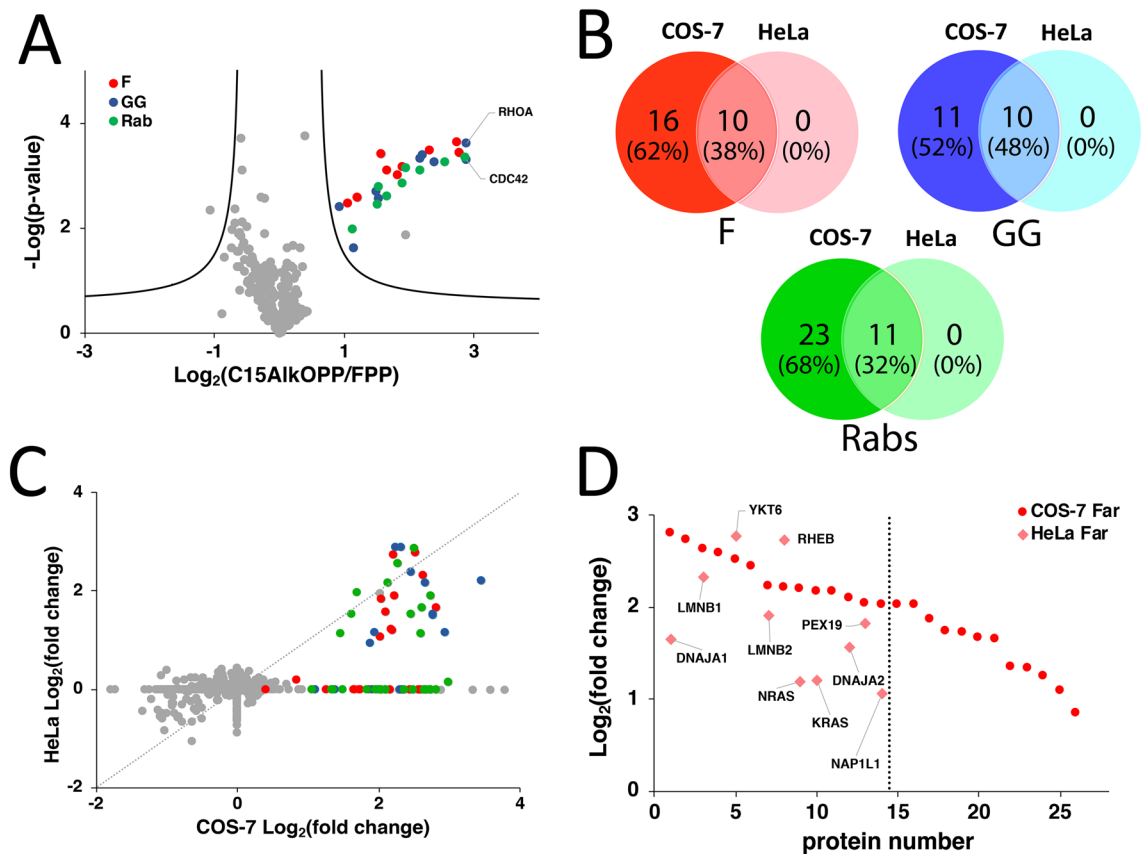 A
F
GG
Rab
RHOA
CDC42
-Log(p-value)
4
2
0
-3
-1
1
3
Log₂(C15AlkOPP/FPP)
B
COS-7 HeLa
16 10 0
(62%) (38%) (0%)
F
COS-7 HeLa
11 10 0
(52%) (48%) (0%)
GG
COS-7 HeLa
23 11 0
(68%) (32%) (0%)
Rabs
C
HeLa Log₂(fold change)
4
2
0
-2
-2
0
2
4
COS-7 Log₂(fold change)
D
COS-7 Far
HeLa Far
YKT6
RHEB
LMNB1
PEX19
DNAJA1
LMNB2
DNAJA2
NRAS
KRAS
NAP1L1
Log₂(fold change)
3
2
1
0
0
5
10
15
20
25
protein number